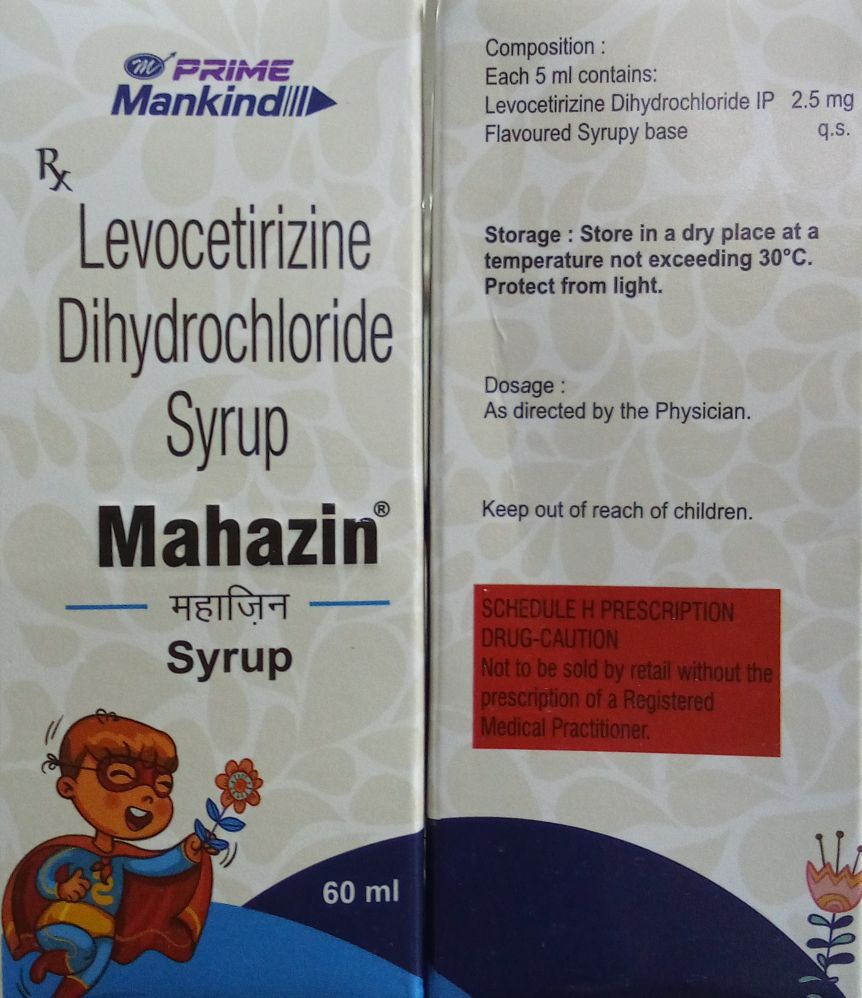 m PRIME
Mankind
Rx
Levocetirizine
Dihydrochloride
Syrup
Mahazin®
महाज़िन
Syrup
60 ml
Composition :
Each 5 ml contains:
Levocetirizine Dihydrochloride IP 2.5 mg
Flavoured Syrupy base q.s.
Storage : Store in a dry place at a
temperature not exceeding 30°C.
Protect from light.
Dosage :
As directed by the Physician.
Keep out of reach of children.
SCHEDULE H PRESCRIPTION
DRUG-CAUTION
Not to be sold by retail without the
prescription of a Registered
Medical Practitioner.